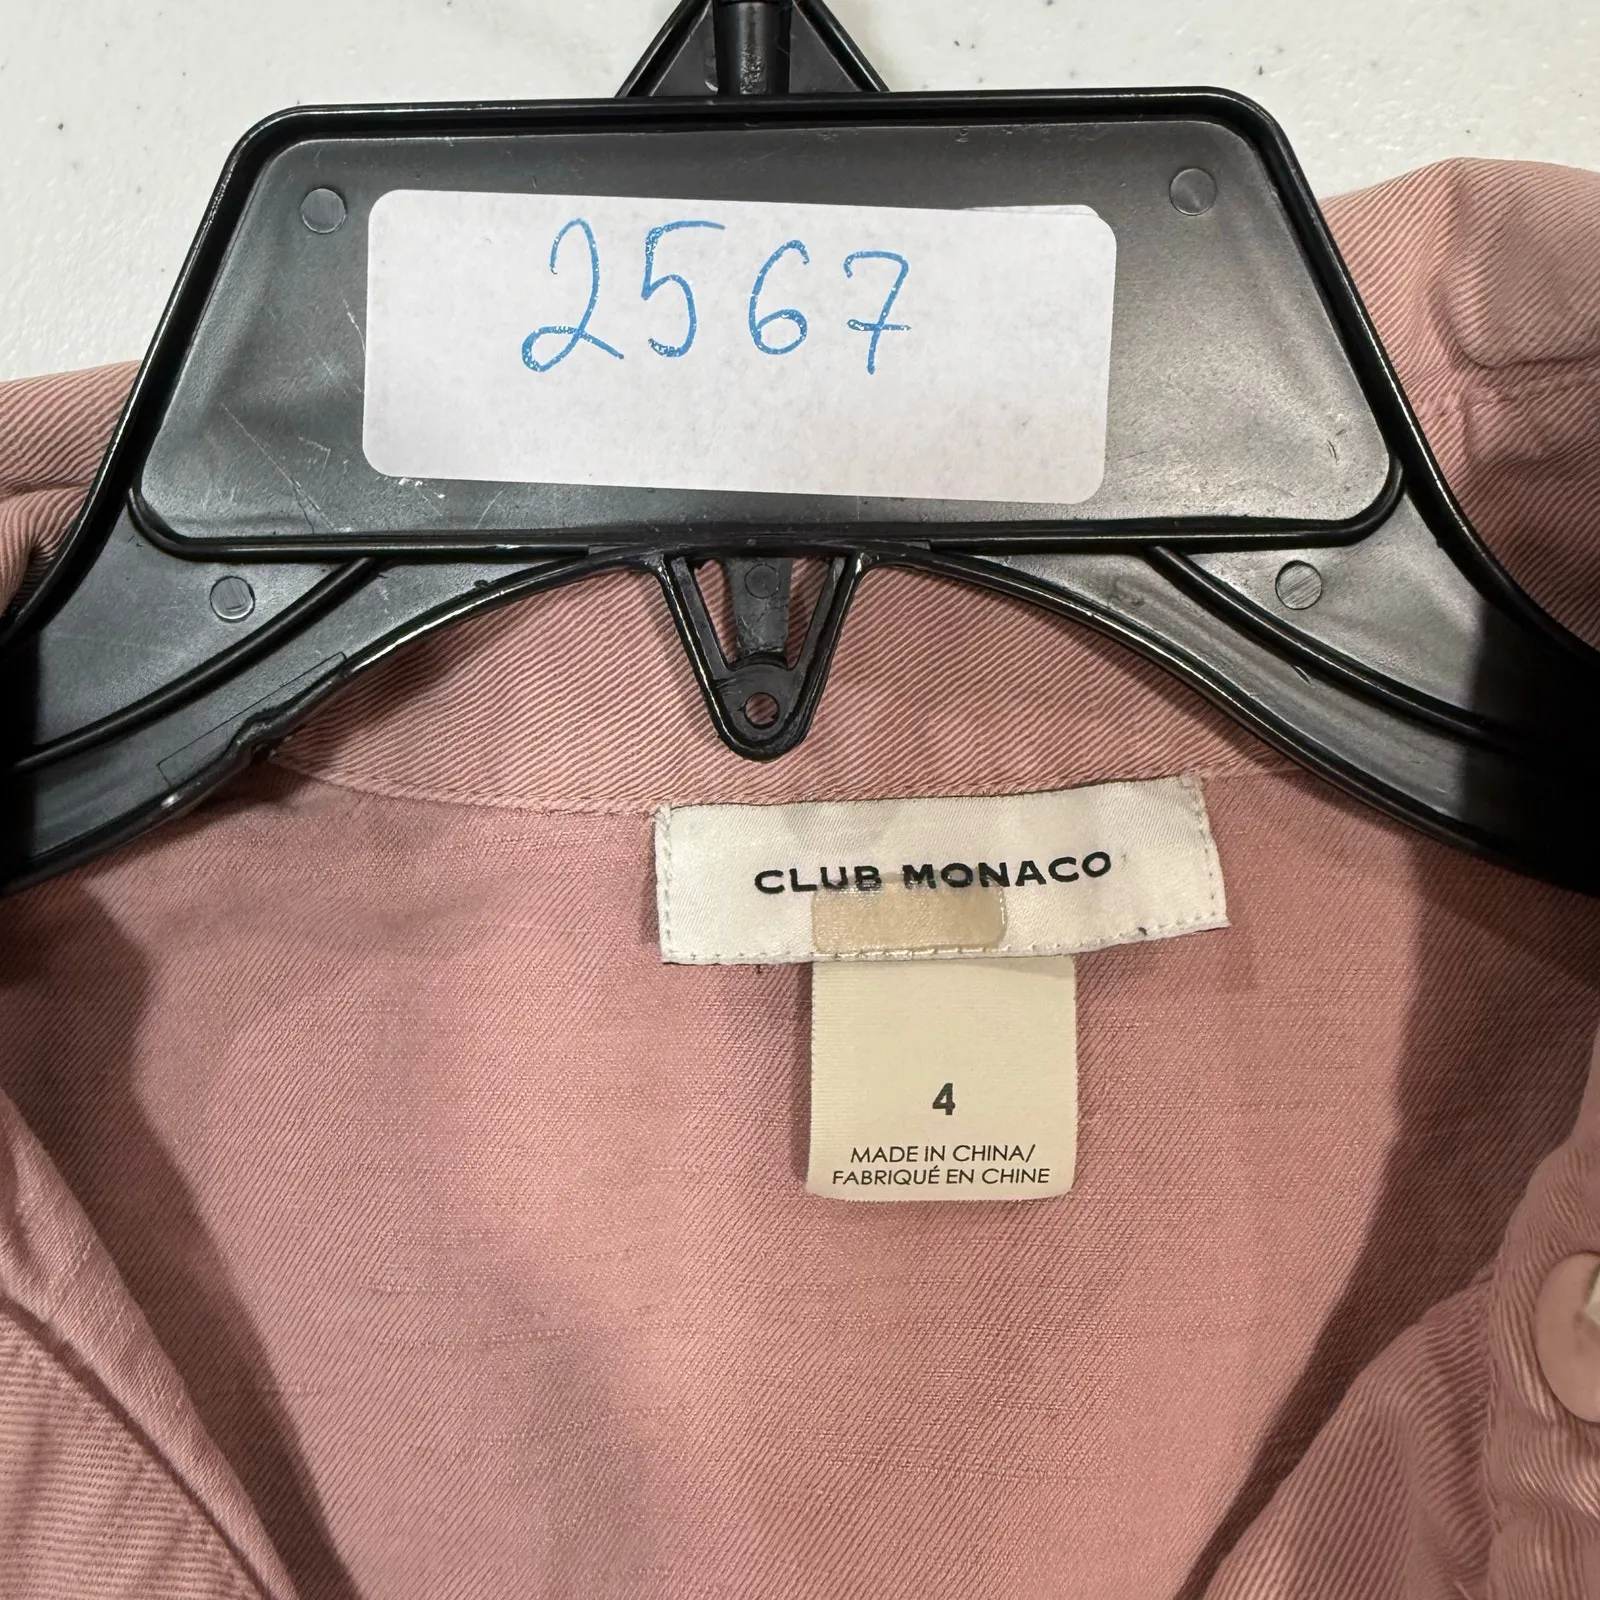 2567
CLUB MONACO
4
MADE IN CHINA/
FABRIQUÉ EN CHINE